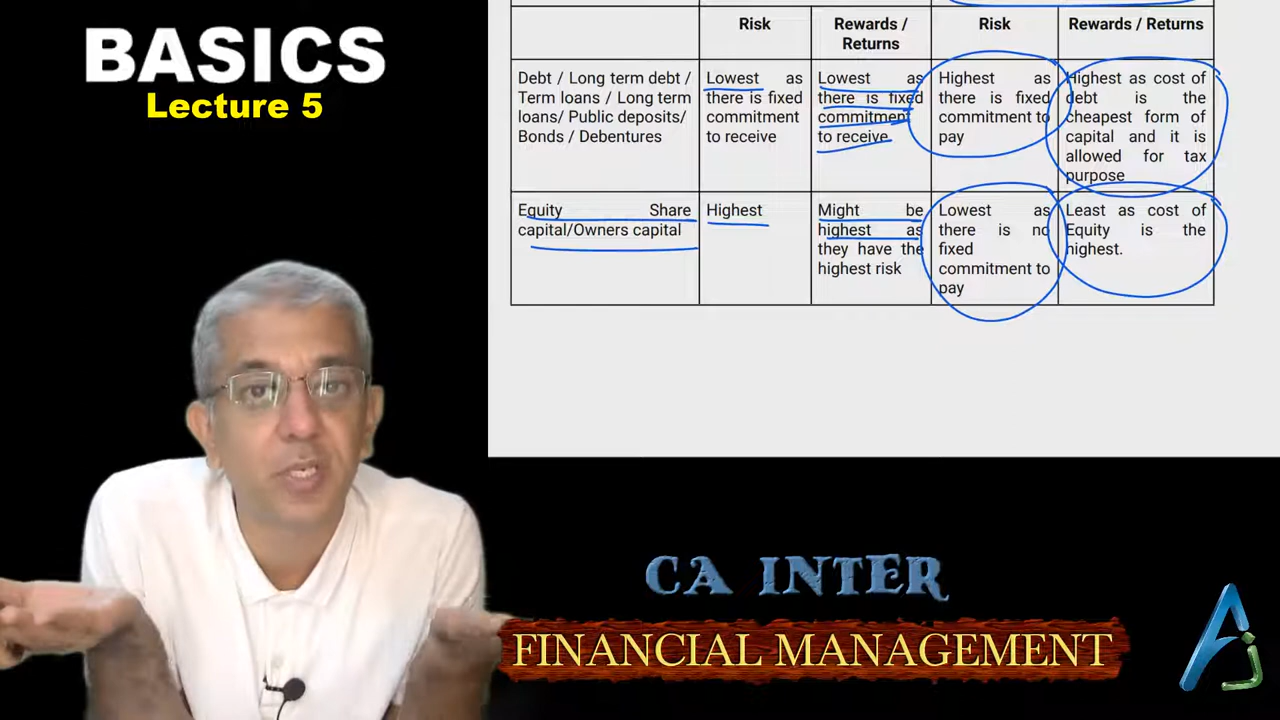 BASICS
Lecture 5
Risk
Rewards /
Returns
Risk
Rewards / Returns
Debt / Long term debt /
Term loans / Long term
loans/ Public deposits/
Bonds / Debentures
Lowest as
there is fixed
commitment
to receive
Lowest as
there is fixed
commitment
to receive
Highest as
there is fixed
commitment to
pay
Highest as cost of
debt is the
cheapest form of
capital and it is
allowed for tax
purpose
Equity Share
capital/Owners capital
Highest
Might be
highest as
they have the
highest risk
Lowest as
there is no
fixed
commitment to
pay
Least as cost of
Equity is the
highest.
CA INTER
FINANCIAL MANAGEMENT
AJ